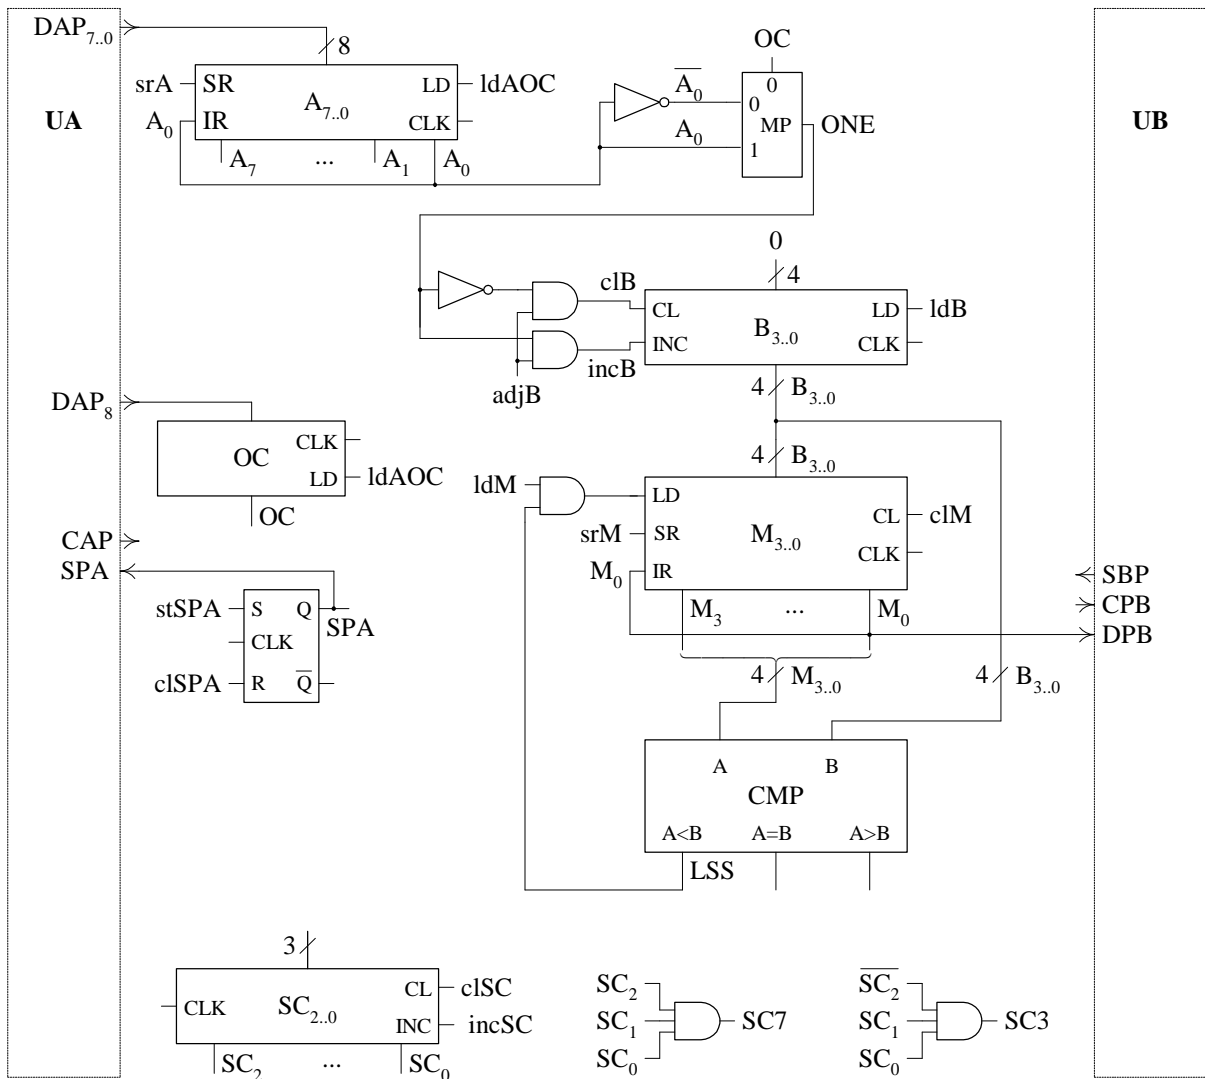 DAP₇..₀
8
OC
srA
SR
LD
ldAOC
A₇..₀
A̅₀
0
0
UA
A₀
IR
CLK
A₀
MP
ONE
UB
A₇
...
A₁
A₀
1
0
4
clB
CL
LD
ldB
B₃..₀
INC
CLK
incB
adjB
4
B₃..₀
DAP₈
OC
CLK
LD
ldAOC
4
B₃..₀
ldM
LD
OC
CL
clM
srM
SR
M₃..₀
CAP
CLK
SPA
M₀
IR
SBP
stSPA
S
Q
SPA
M₃
...
M₀
CPB
CLK
DPB
clSPA
R
Q̅
4
M₃..₀
4
B₃..₀
A
B
CMP
A<B
A=B
A>B
LSS
3
CLK
SC₂..₀
CL
clSC
INC
incSC
SC₂
...
SC₀
SC₂
SC₁
SC7
SC₀
S̅C̅₂
SC₁
SC3
SC₀